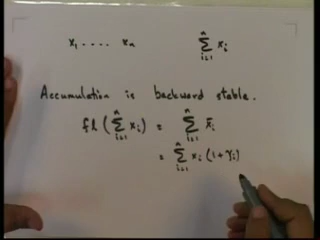 x₁ . . . . xₙ    ∑ᵢ₌₁ⁿ xᵢ
Accumulation is backward stable.
fl ( ∑ᵢ₌₁ⁿ xᵢ ) = ∑ᵢ₌₁ⁿ x̄ᵢ
= ∑ᵢ₌₁ⁿ xᵢ (1 + γᵢ)